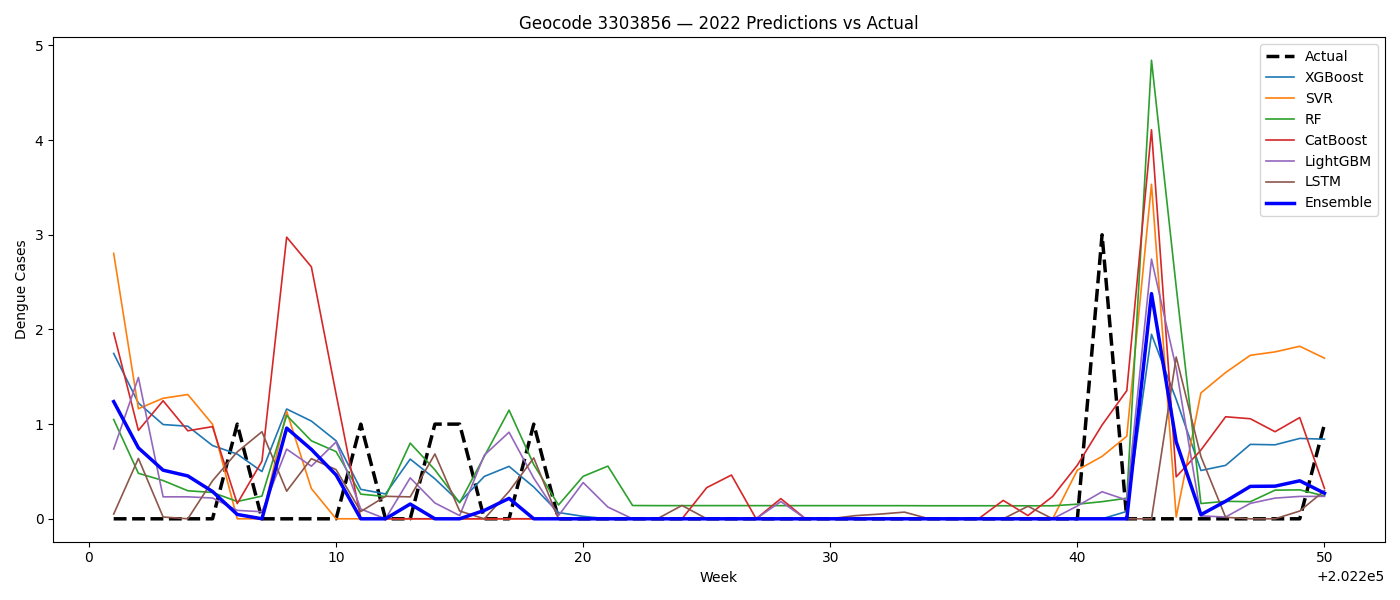 Geocode 3303856 — 2022 Predictions vs Actual
5
4
3
2
1
0
Dengue Cases
0 10 20 30 40 50
Week
+2.022e5
Actual
XGBoost
SVR
RF
CatBoost
LightGBM
LSTM
Ensemble